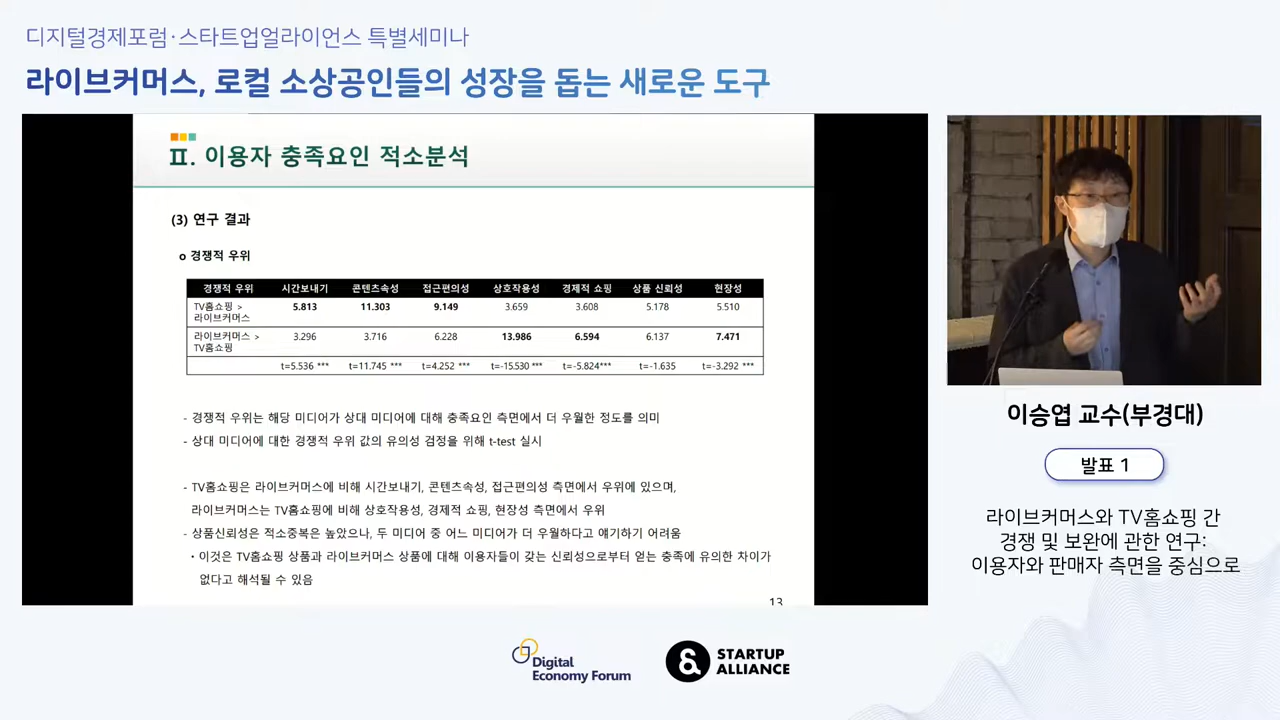 디지털경제포럼·스타트업얼라이언스 특별세미나
라이브커머스, 로컬 소상공인들의 성장을 돕는 새로운 도구
Ⅱ. 이용자 충족요인 적소분석
(3) 연구 결과
o 경쟁적 우위
경쟁적 우위 시간보내기 콘텐츠속성 접근편의성 상호작용성 경제적 쇼핑 상품 신뢰성 현장성
TV홈쇼핑 > 라이브커머스 5.813 11.303 9.149 3.659 3.608 5.178 5.510
라이브커머스 > TV홈쇼핑 3.296 3.716 6.228 13.986 6.594 6.137 7.471
t=5.536 *** t=11.745 *** t=4.252 *** t=-15.530 *** t=-5.824*** t=-1.635 t=-3.292 ***
- 경쟁적 우위는 해당 미디어가 상대 미디어에 대해 충족요인 측면에서 더 우월한 정도를 의미
- 상대 미디어에 대한 경쟁적 우위 값의 유의성 검정을 위해 t-test 실시
- TV홈쇼핑은 라이브커머스에 비해 시간보내기, 콘텐츠속성, 접근편의성 측면에서 우위에 있으며,
라이브커머스는 TV홈쇼핑에 비해 상호작용성, 경제적 쇼핑, 현장성 측면에서 우위
- 상품신뢰성은 적소중복은 높았으나, 두 미디어 중 어느 미디어가 더 우월하다고 얘기하기 어려움
· 이것은 TV홈쇼핑 상품과 라이브커머스 상품에 대해 이용자들이 갖는 신뢰성으로부터 얻는 충족에 유의한 차이가
없다고 해석될 수 있음
13
이승엽 교수(부경대)
발표 1
라이브커머스와 TV홈쇼핑 간
경쟁 및 보완에 관한 연구:
이용자와 판매자 측면을 중심으로
Digital
Economy Forum
STARTUP
ALLIANCE